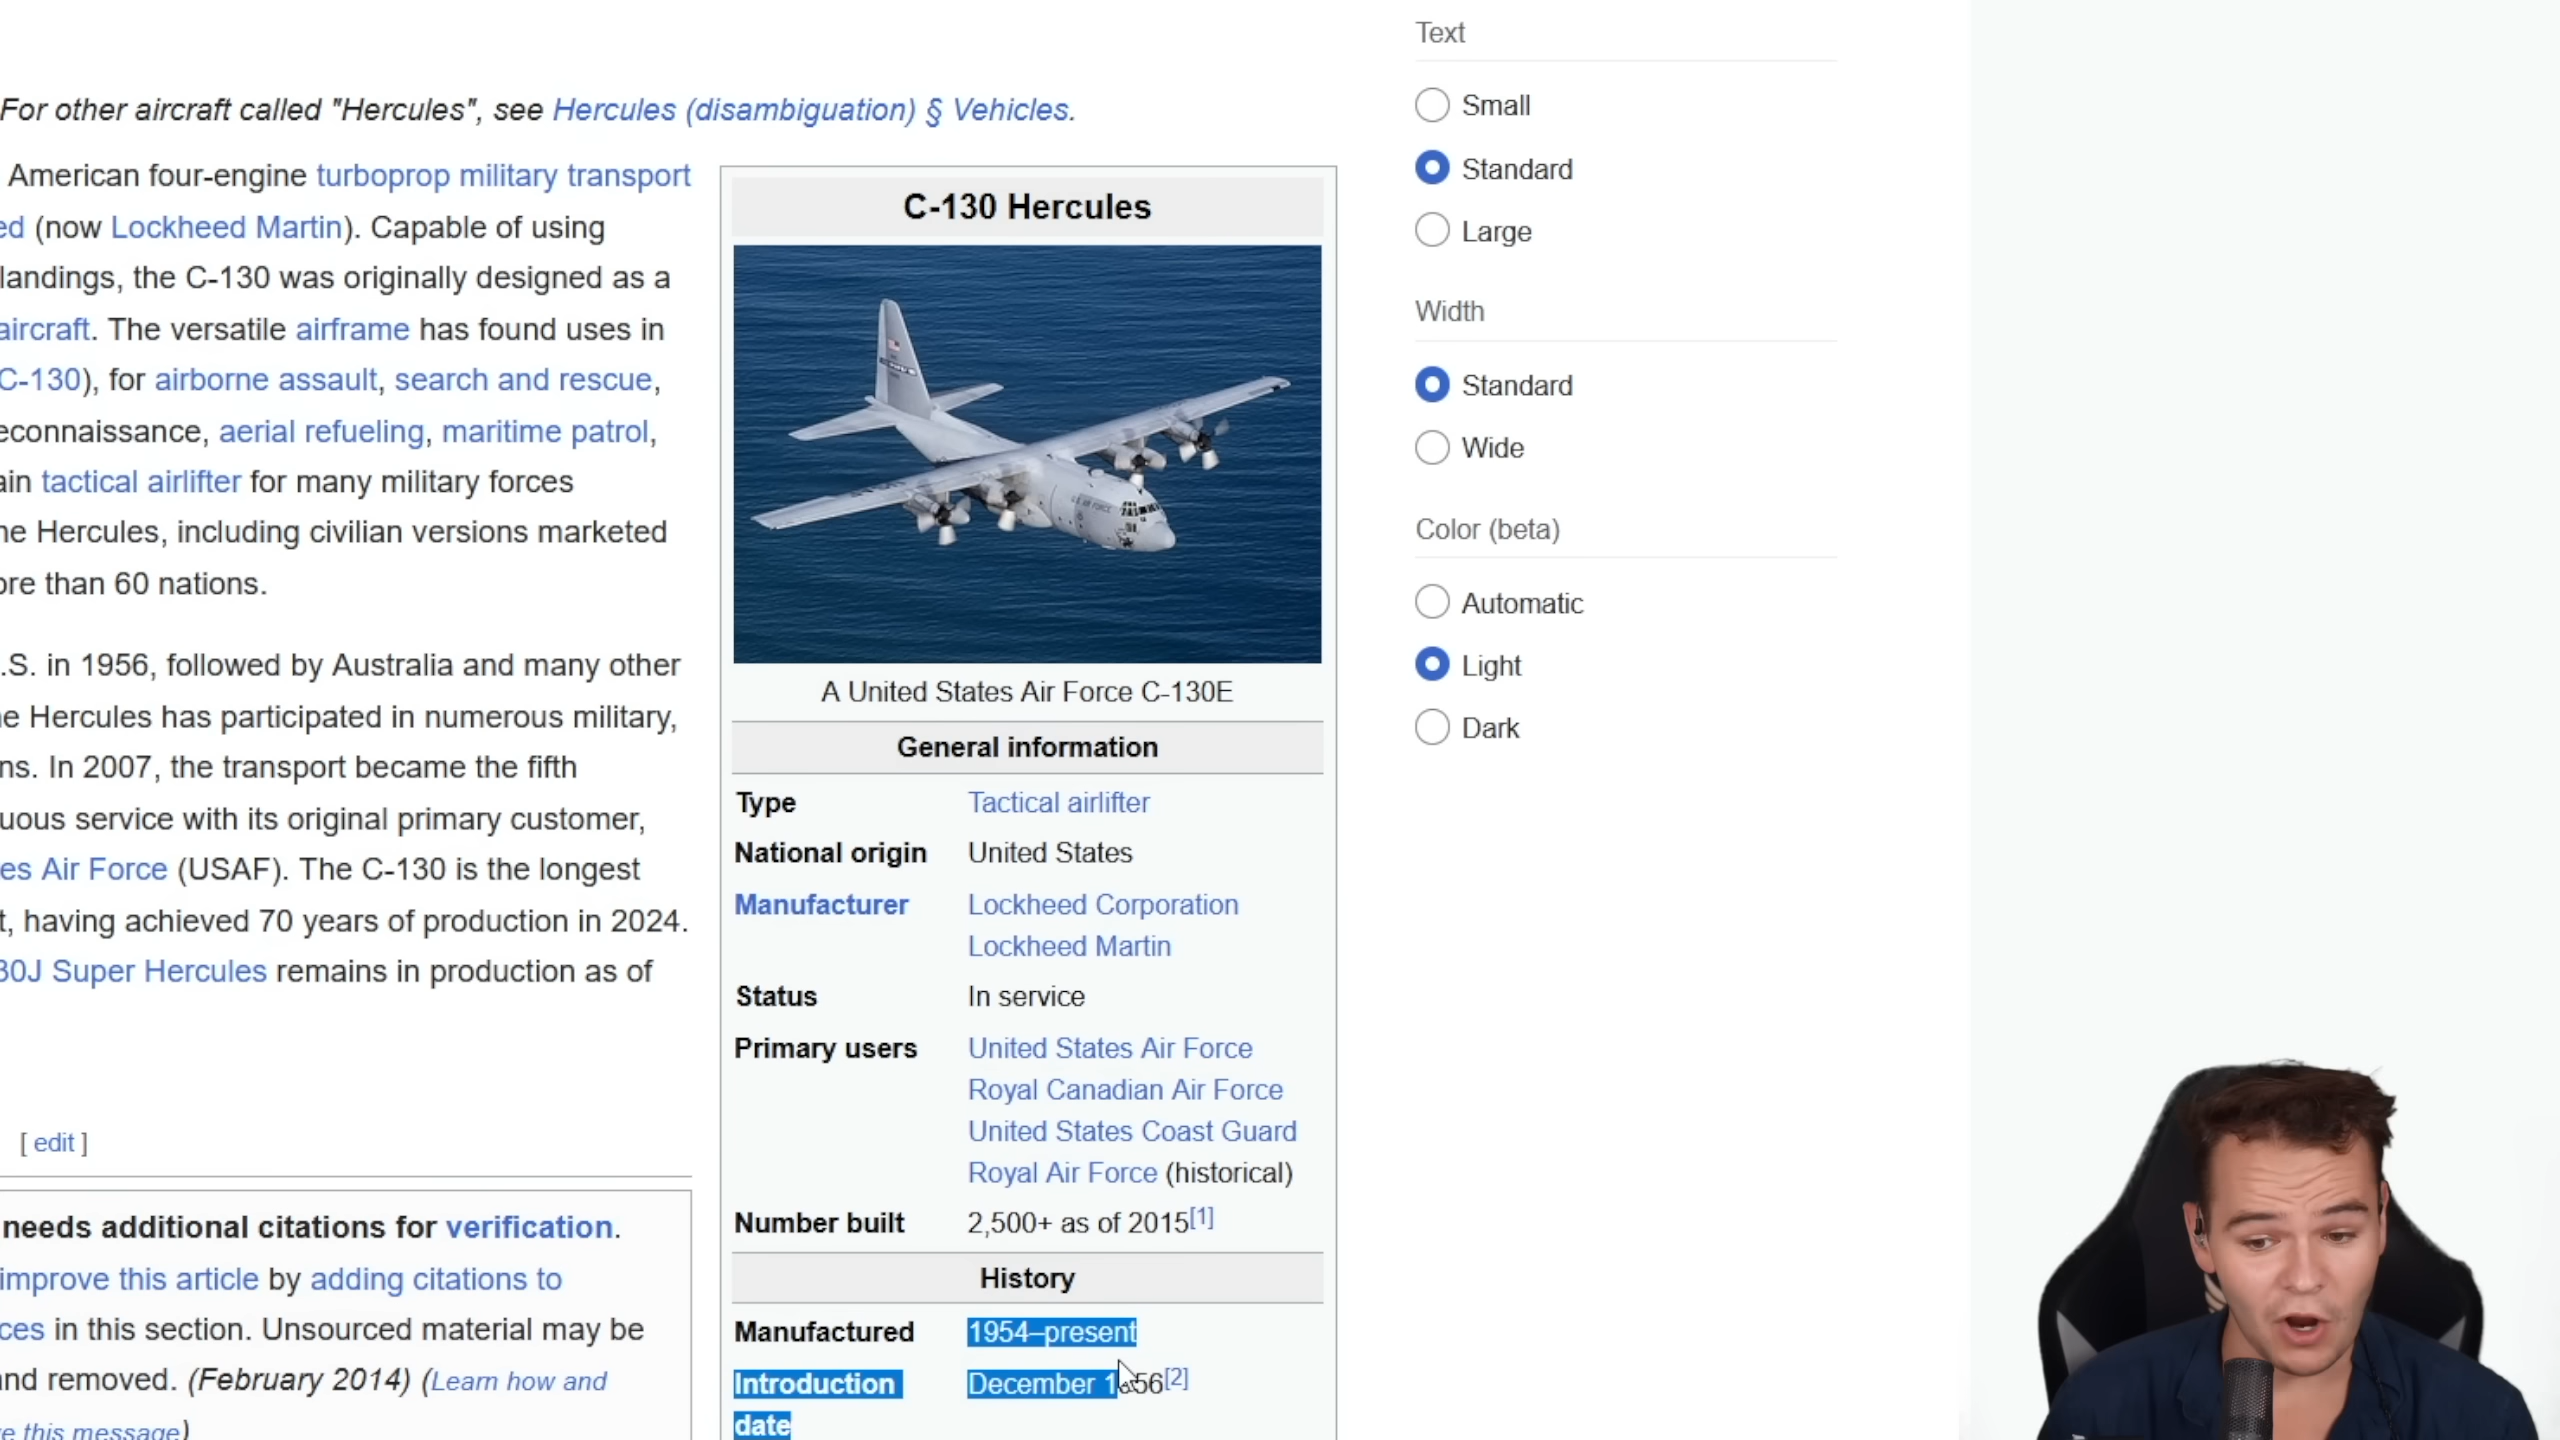 For other aircraft called "Hercules", see Hercules (disambiguation) § Vehicles.
American four-engine turboprop military transport
ed (now Lockheed Martin). Capable of using
landings, the C-130 was originally designed as a
aircraft. The versatile airframe has found uses in
C-130), for airborne assault, search and rescue,
econnaissance, aerial refueling, maritime patrol,
ain tactical airlifter for many military forces
ne Hercules, including civilian versions marketed
ore than 60 nations.
.S. in 1956, followed by Australia and many other
e Hercules has participated in numerous military,
ns. In 2007, the transport became the fifth
uous service with its original primary customer,
es Air Force (USAF). The C-130 is the longest
t, having achieved 70 years of production in 2024.
30J Super Hercules remains in production as of
[ edit ]
needs additional citations for verification.
improve this article by adding citations to
ces in this section. Unsourced material may be
and removed. (February 2014) (Learn how and
e this message)
C-130 Hercules
A United States Air Force C-130E
General information
Type Tactical airlifter
National origin United States
Manufacturer Lockheed Corporation
Lockheed Martin
Status In service
Primary users United States Air Force
Royal Canadian Air Force
United States Coast Guard
Royal Air Force (historical)
Number built 2,500+ as of 2015[1]
History
Manufactured 1954–present
Introduction December 1956[2]
date
Text
Small
Standard
Large
Width
Standard
Wide
Color (beta)
Automatic
Light
Dark